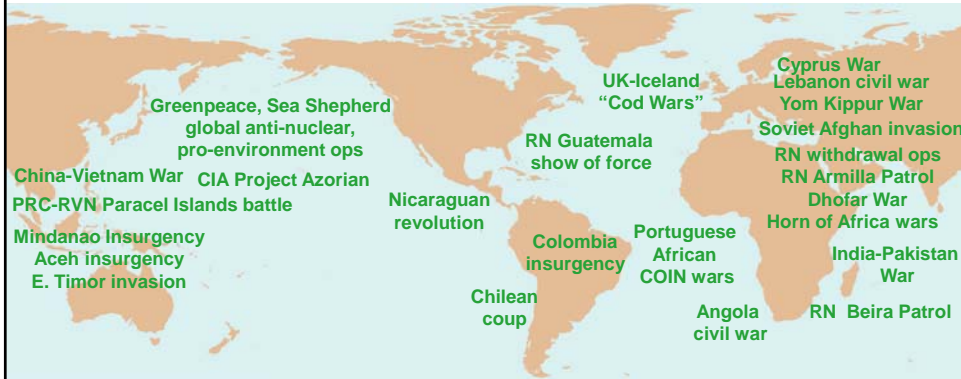 Greenpeace, Sea Shepherd
global anti-nuclear,
pro-environment ops
China-Vietnam War
CIA Project Azorian
PRC-RVN Paracel Islands battle
Mindanao Insurgency
Aceh insurgency
E. Timor invasion
UK-Iceland
“Cod Wars”
RN Guatemala
show of force
Nicaraguan
revolution
Colombia
insurgency
Chilean
coup
Portuguese
African
COIN wars
Angola
civil war
Cyprus War
Lebanon civil war
Yom Kippur War
Soviet Afghan invasion
RN withdrawal ops
RN Armilla Patrol
Dhofar War
Horn of Africa wars
India-Pakistan
War
RN Beira Patrol